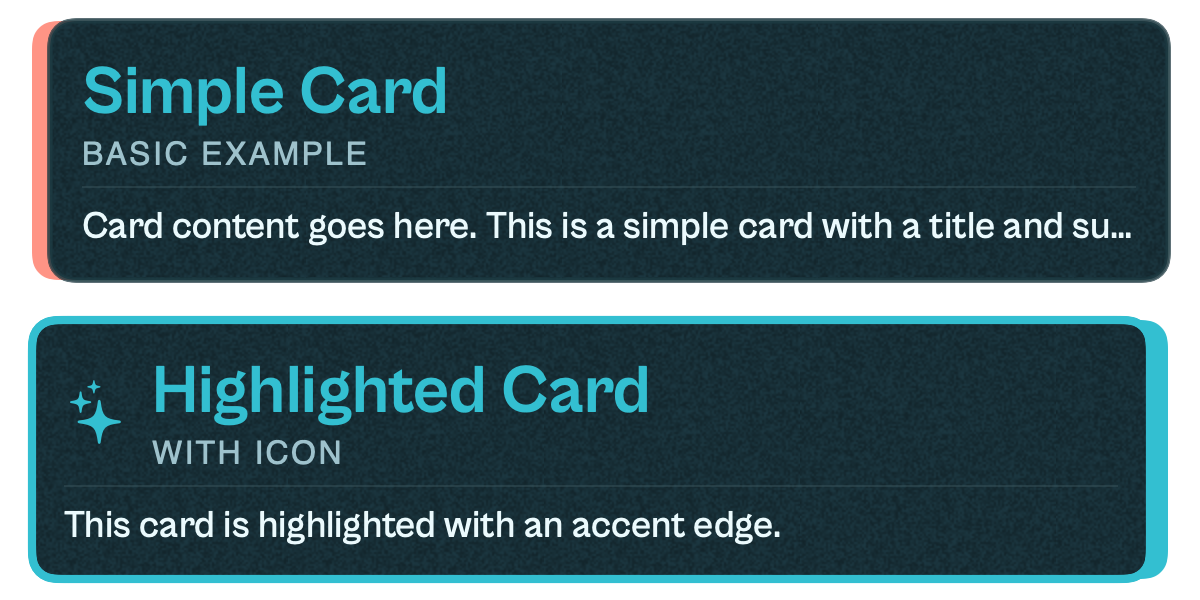 Simple Card
BASIC EXAMPLE
Card content goes here. This is a simple card with a title and su...
Highlighted Card
WITH ICON
This card is highlighted with an accent edge.